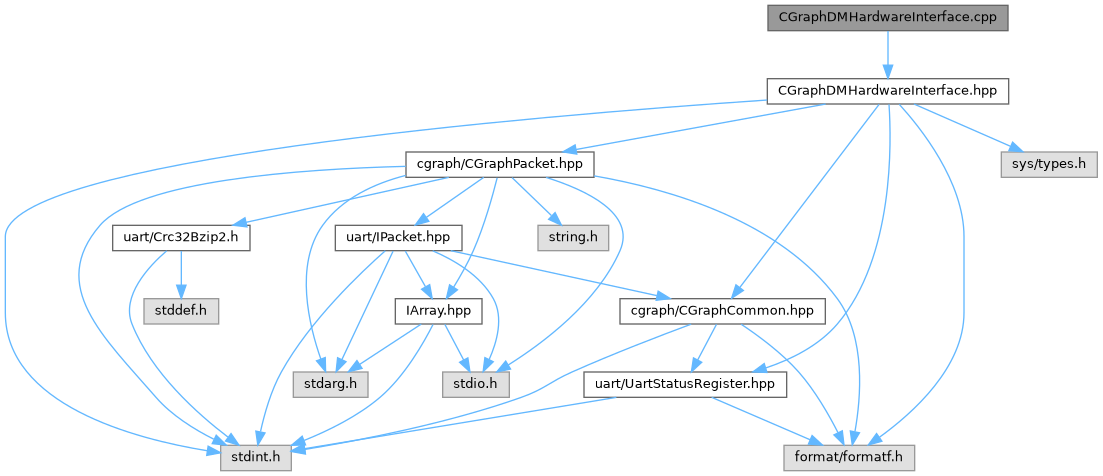 CGraphDMHardwareInterface.cpp
CGraphDMHardwareInterface.hpp
cgraph/CGraphPacket.hpp
sys/types.h
uart/Crc32Bzip2.h
uart/IPacket.hpp
string.h
stddef.h
IArray.hpp
cgraph/CGraphCommon.hpp
stdarg.h
stdio.h
uart/UartStatusRegister.hpp
stdint.h
format/formatf.h